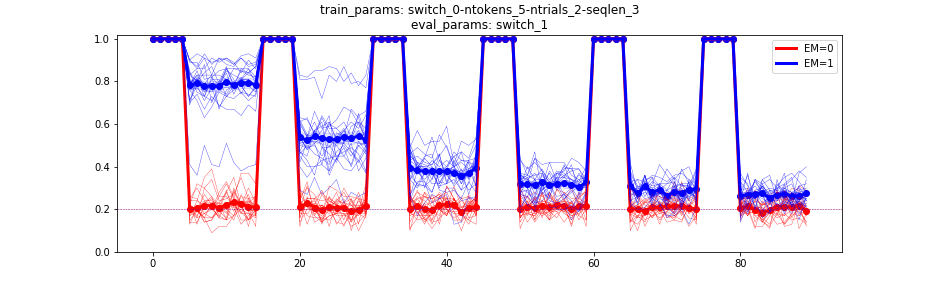 train_params: switch_0-ntokens_5-ntrials_2-seqlen_3
eval_params: switch_1
1.0
0.8
0.6
0.4
0.2
0.0
EM=0
EM=1
0
20
40
60
80